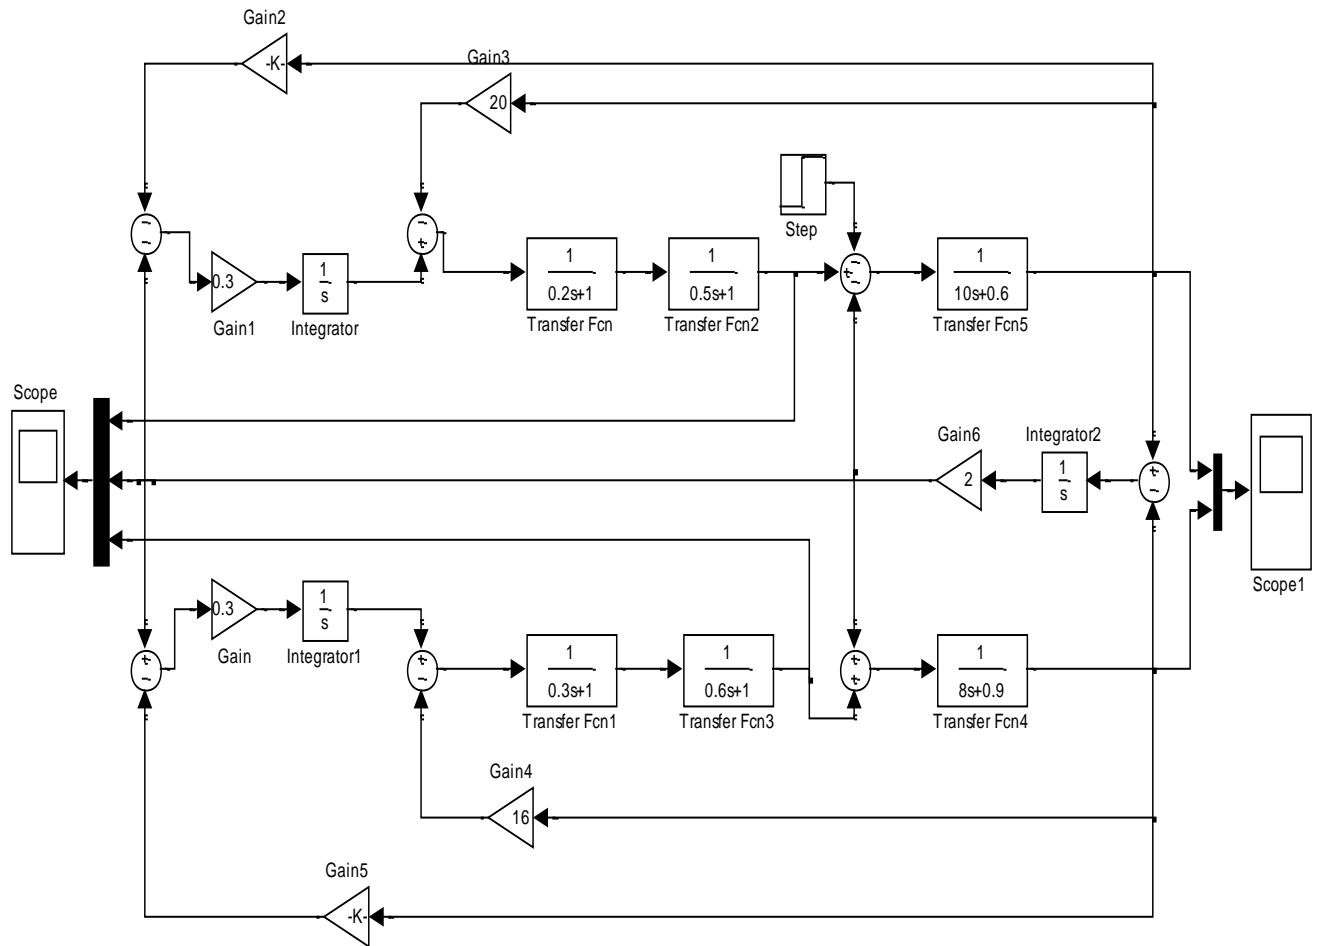 Gain2
-K-
Gain3
20
Step
0.3
Gain1
1
s
Integrator
1
0.2s+1
Transfer Fcn
1
0.5s+1
Transfer Fcn2
1
10s+0.6
Transfer Fcn5
Scope
Gain6
2
Integrator2
1
s
Scope1
0.3
Gain
1
s
Integrator1
1
0.3s+1
Transfer Fcn1
1
0.6s+1
Transfer Fcn3
1
8s+0.9
Transfer Fcn4
Gain4
16
Gain5
-K-